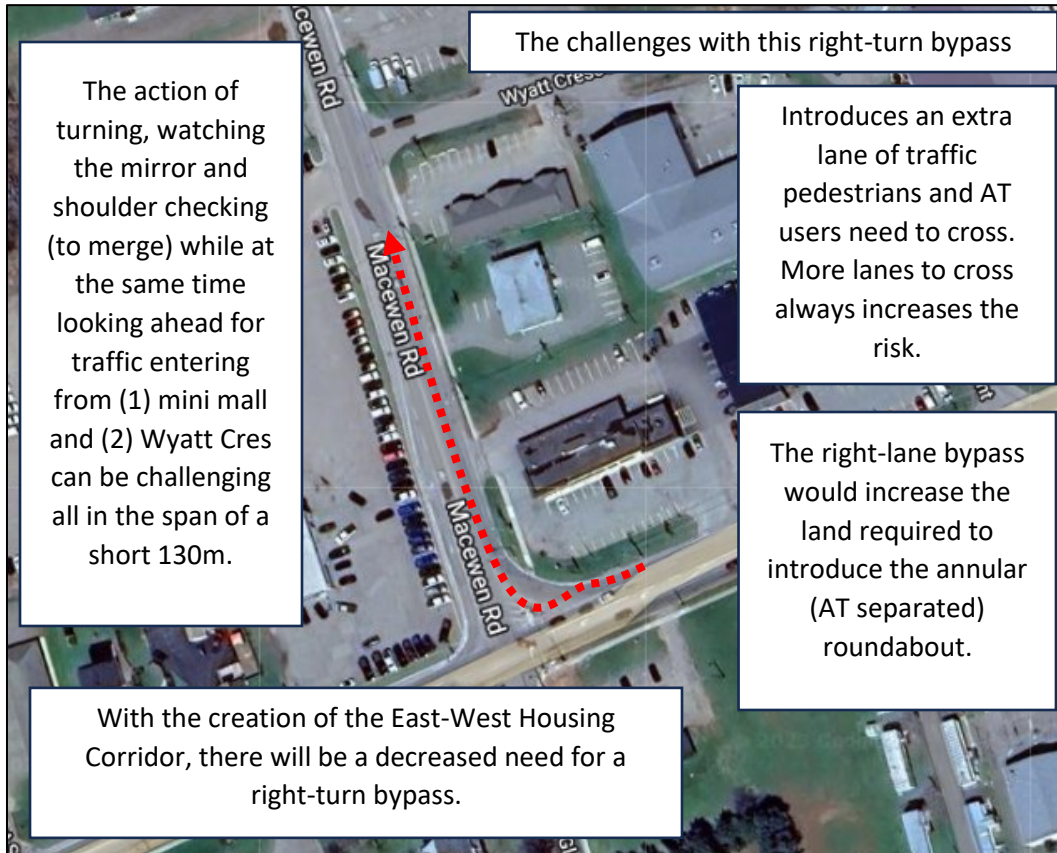 The challenges with this right-turn bypass
The action of
turning, watching
the mirror and
shoulder checking
(to merge) while at
the same time
looking ahead for
traffic entering
from (1) mini mall
and (2) Wyatt Cres
can be challenging
all in the span of a
short 130m.
Introduces an extra
lane of traffic
pedestrians and AT
users need to cross.
More lanes to cross
always increases the
risk.
The right-lane bypass
would increase the
land required to
introduce the annular
(AT separated)
roundabout.
With the creation of the East-West Housing
Corridor, there will be a decreased need for a
right-turn bypass.
Macewen Rd
Wyatt Cres
Macewen Rd
Macewen Rd